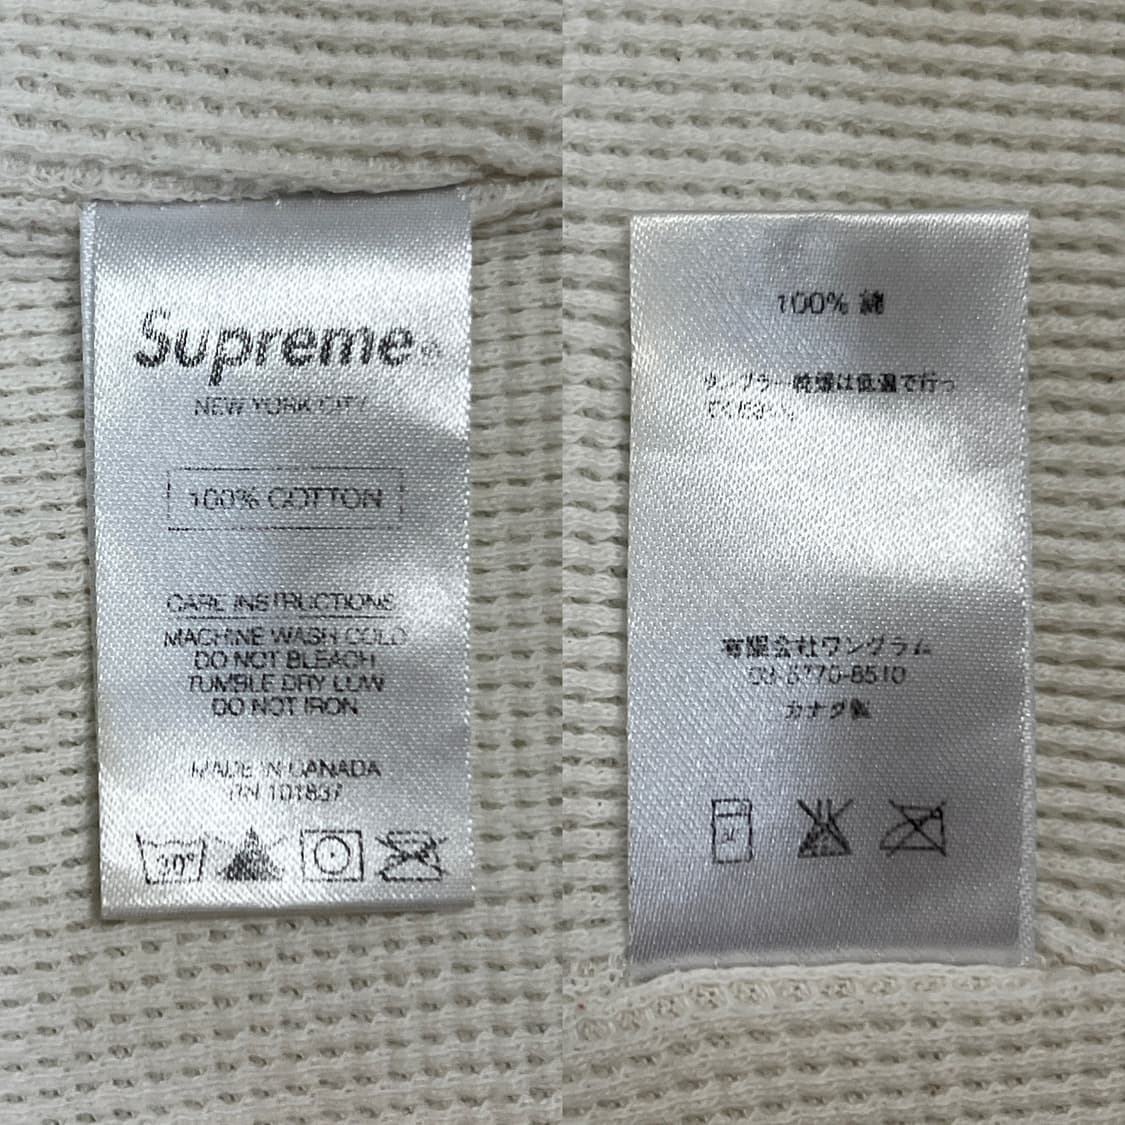 Supreme®
NEW YORK CITY
100% COTTON
CARE INSTRUCTIONS
MACHINE WASH COLD
DO NOT BLEACH
TUMBLE DRY LOW
DO NOT IRON
MADE IN CANADA
RN 101837
30°
100% 綿
タンブラー乾燥は低温で行っ
てください。
有限会社ワングラム
03-5770-8510
カナダ製